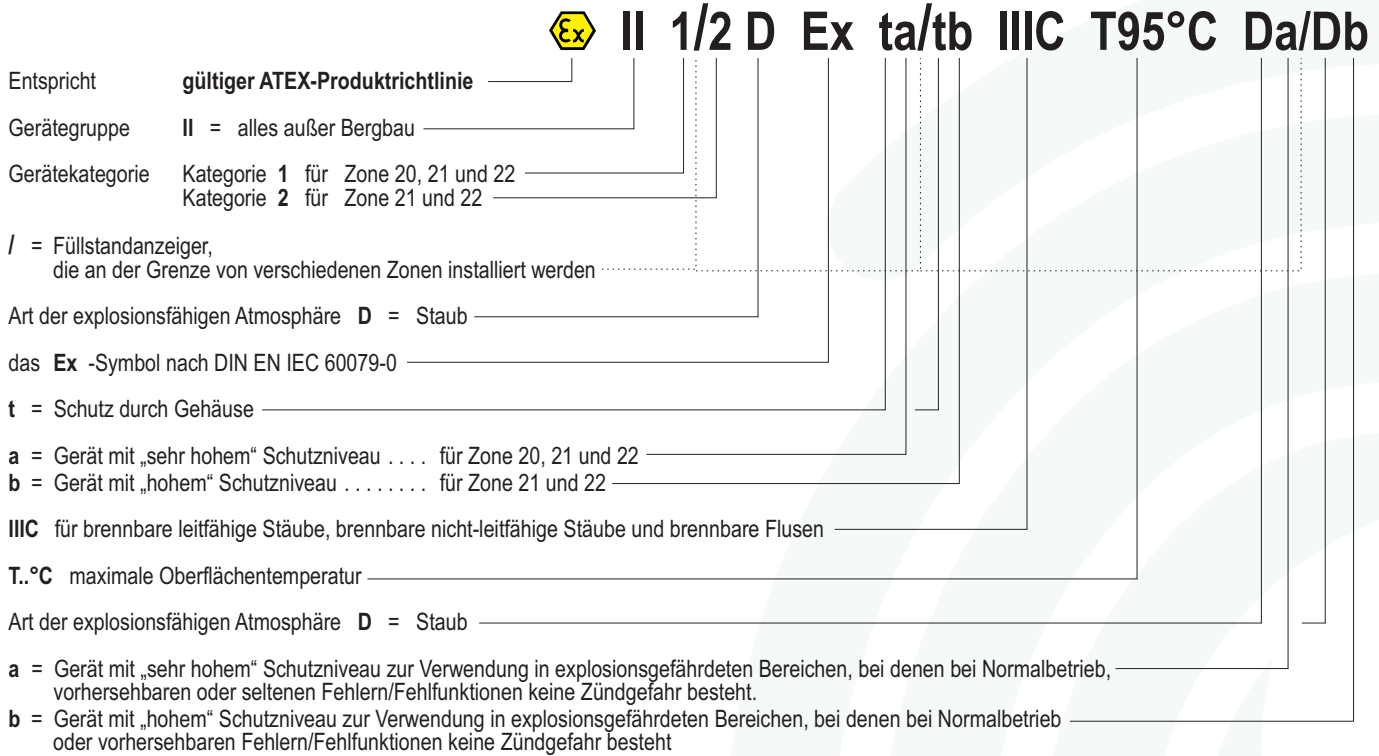 Ex II 1/2 D Ex ta/tb IIIC T95°C Da/Db
Entspricht gültiger ATEX-Produktrichtlinie
Gerätegruppe II = alles außer Bergbau
Gerätekategorie Kategorie 1 für Zone 20, 21 und 22
Kategorie 2 für Zone 21 und 22
/ = Füllstandanzeiger,
die an der Grenze von verschiedenen Zonen installiert werden
Art der explosionsfähigen Atmosphäre D = Staub
das Ex -Symbol nach DIN EN IEC 60079-0
t = Schutz durch Gehäuse
a = Gerät mit „sehr hohem“ Schutzniveau . . . . für Zone 20, 21 und 22
b = Gerät mit „hohem“ Schutzniveau . . . . . . . . für Zone 21 und 22
IIIC für brennbare leitfähige Stäube, brennbare nicht-leitfähige Stäube und brennbare Flusen
T..°C maximale Oberflächentemperatur
Art der explosionsfähigen Atmosphäre D = Staub
a = Gerät mit „sehr hohem“ Schutzniveau zur Verwendung in explosionsgefährdeten Bereichen, bei denen bei Normalbetrieb,
vorhersehbaren oder seltenen Fehlern/Fehlfunktionen keine Zündgefahr besteht.
b = Gerät mit „hohem“ Schutzniveau zur Verwendung in explosionsgefährdeten Bereichen, bei denen bei Normalbetrieb
oder vorhersehbaren Fehlern/Fehlfunktionen keine Zündgefahr besteht